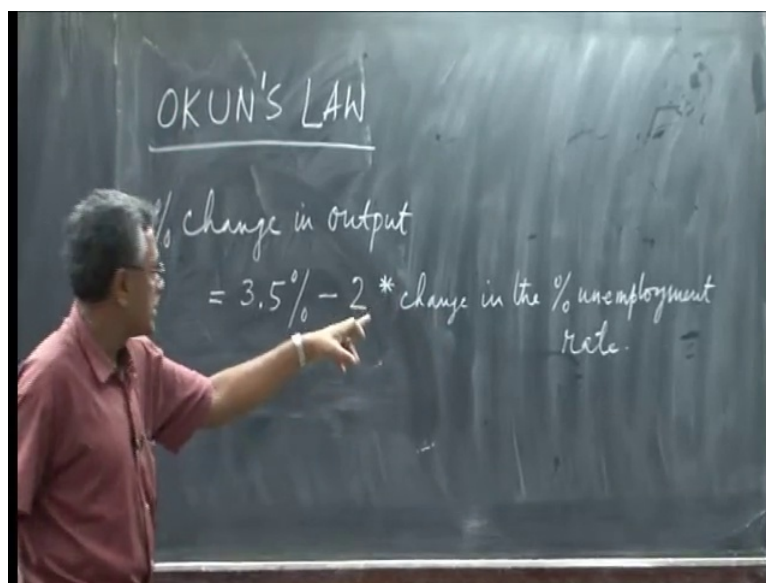 OKUN'S LAW
% change in output
= 3.5% - 2 * change in the % unemployment
rate.